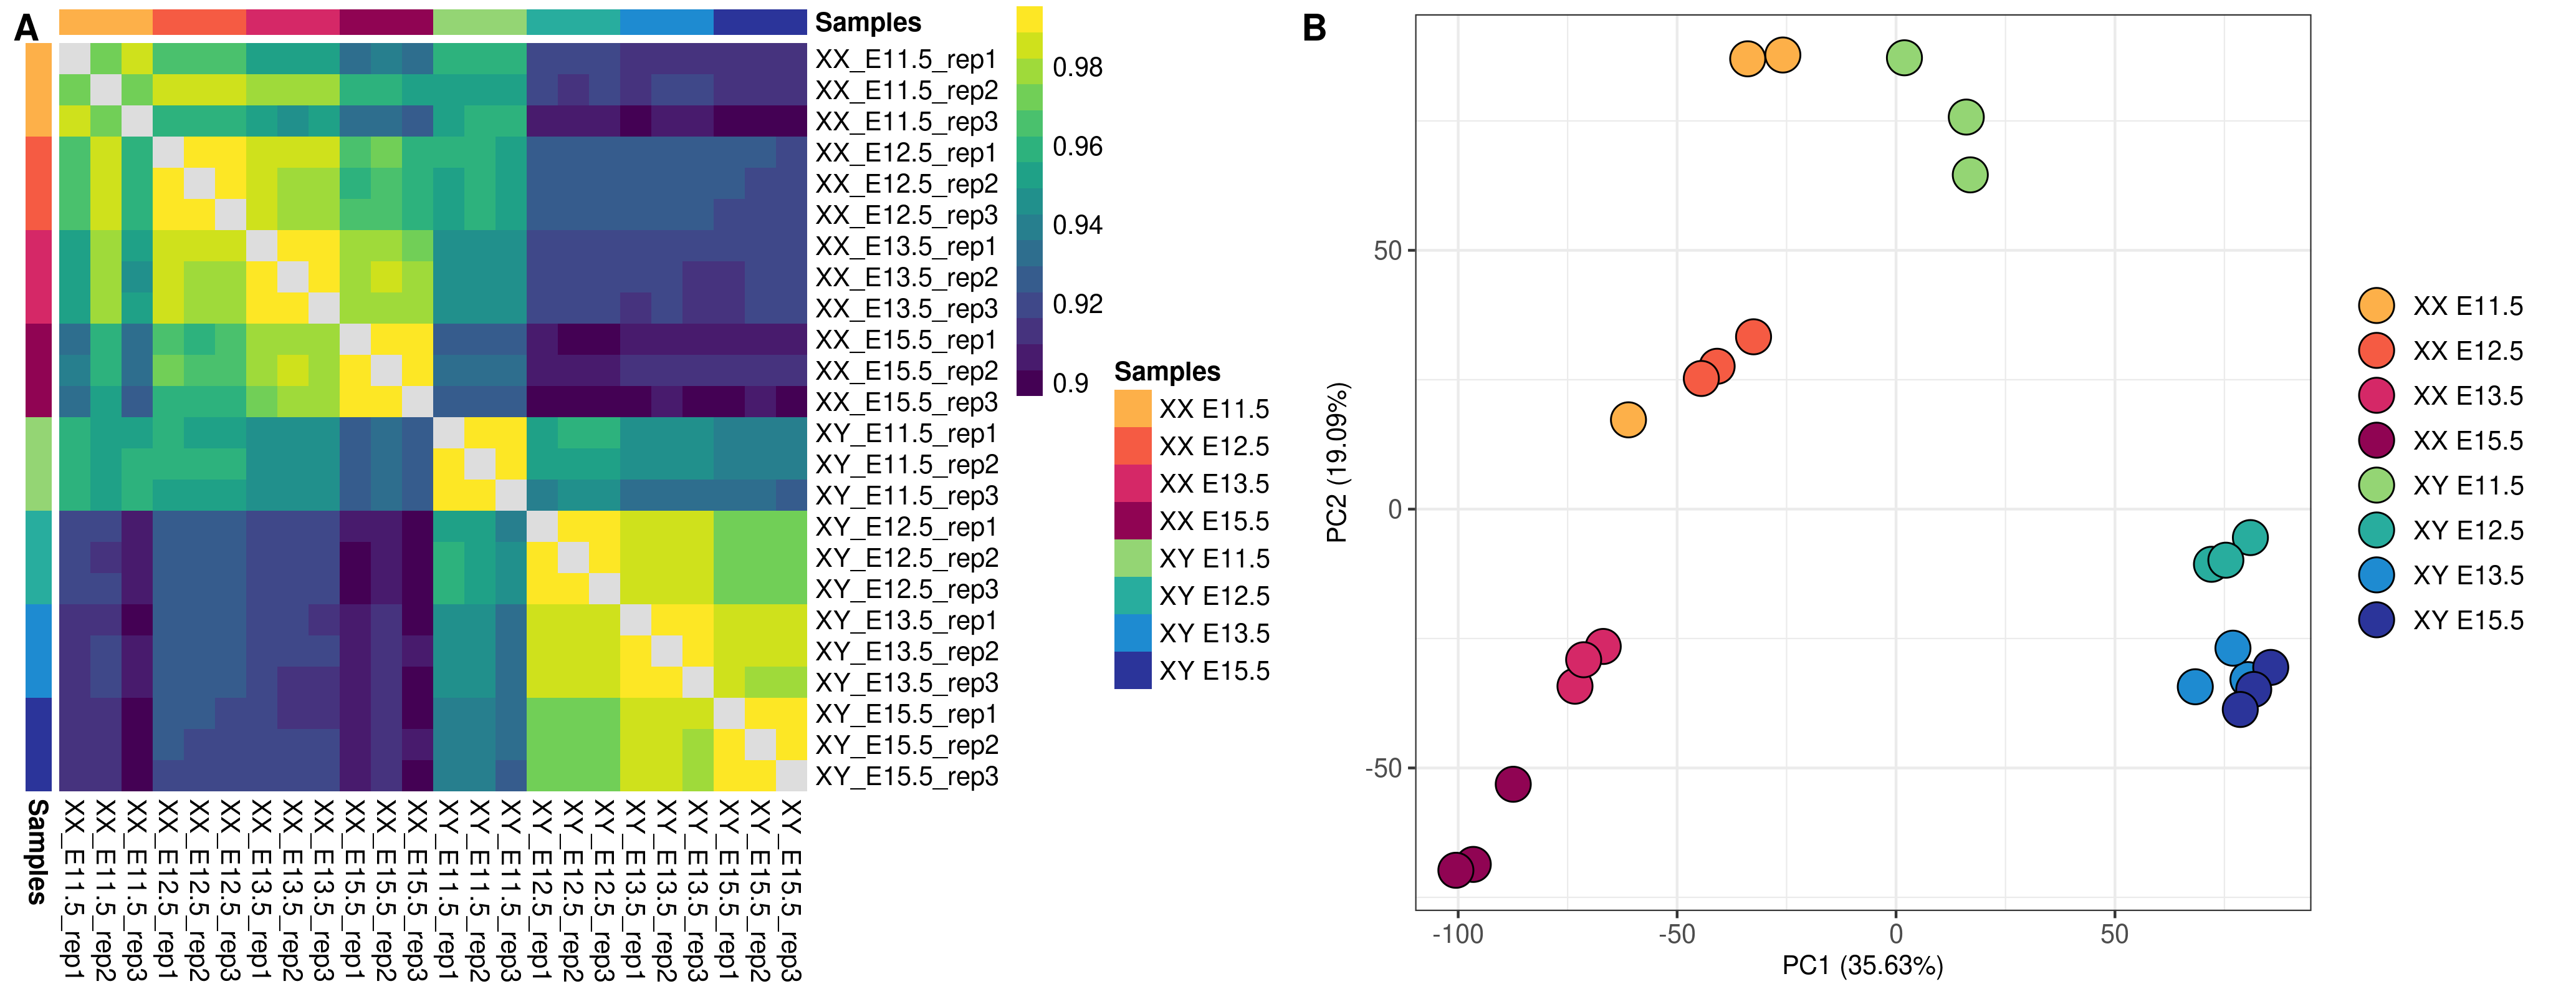 A
Samples
XX_E11.5_rep1
XX_E11.5_rep2
XX_E11.5_rep3
XX_E12.5_rep1
XX_E12.5_rep2
XX_E12.5_rep3
XX_E13.5_rep1
XX_E13.5_rep2
XX_E13.5_rep3
XX_E15.5_rep1
XX_E15.5_rep2
XX_E15.5_rep3
XY_E11.5_rep1
XY_E11.5_rep2
XY_E11.5_rep3
XY_E12.5_rep1
XY_E12.5_rep2
XY_E12.5_rep3
XY_E13.5_rep1
XY_E13.5_rep2
XY_E13.5_rep3
XY_E15.5_rep1
XY_E15.5_rep2
XY_E15.5_rep3
Samples
XX_E11.5_rep1
XX_E11.5_rep2
XX_E11.5_rep3
XX_E12.5_rep1
XX_E12.5_rep2
XX_E12.5_rep3
XX_E13.5_rep1
XX_E13.5_rep2
XX_E13.5_rep3
XX_E15.5_rep1
XX_E15.5_rep2
XX_E15.5_rep3
XY_E11.5_rep1
XY_E11.5_rep2
XY_E11.5_rep3
XY_E12.5_rep1
XY_E12.5_rep2
XY_E12.5_rep3
XY_E13.5_rep1
XY_E13.5_rep2
XY_E13.5_rep3
XY_E15.5_rep1
XY_E15.5_rep2
XY_E15.5_rep3
0.98
0.96
0.94
0.92
0.9
Samples
XX E11.5
XX E12.5
XX E13.5
XX E15.5
XY E11.5
XY E12.5
XY E13.5
XY E15.5
B
PC2 (19.09%)
50
0
-50
-100
-50
0
50
PC1 (35.63%)
XX E11.5
XX E12.5
XX E13.5
XX E15.5
XY E11.5
XY E12.5
XY E13.5
XY E15.5